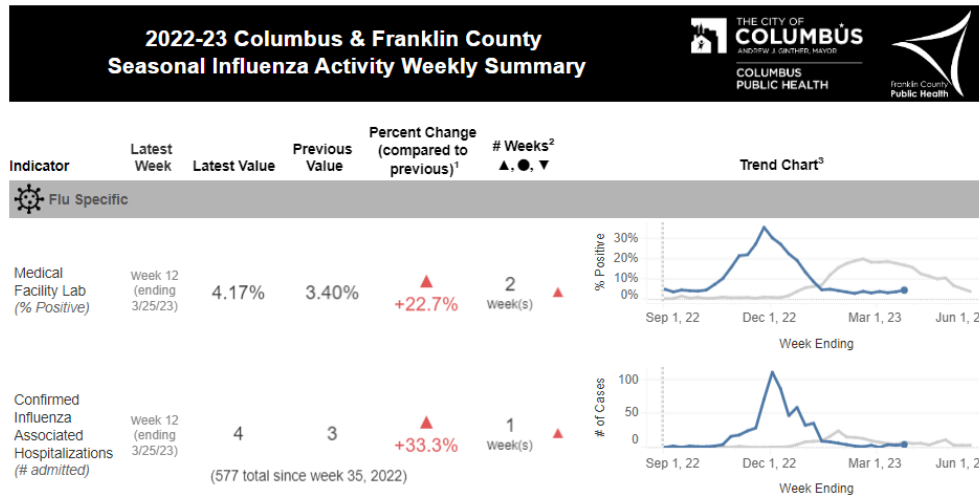 2022-23 Columbus & Franklin County
Seasonal Influenza Activity Weekly Summary
THE CITY OF
COLUMBUS
ANDREW J. GINTHER, MAYOR
COLUMBUS
PUBLIC HEALTH
Franklin County
Public Health
Indicator
Latest
Week
Latest Value
Previous
Value
Percent Change
(compared to
previous)¹
# Weeks²
▲, ●, ▼
Trend Chart³
Flu Specific
Medical
Facility Lab
(% Positive)
Week 12
(ending
3/25/23)
4.17%
3.40%
▲
+22.7%
2
week(s)
▲
% Positive
30%
20%
10%
0%
Sep 1, 22
Dec 1, 22
Mar 1, 23
Jun 1, 2
Week Ending
Confirmed
Influenza
Associated
Hospitalizations
(# admitted)
Week 12
(ending
3/25/23)
4
3
▲
+33.3%
1
week(s)
▲
(577 total since week 35, 2022)
# of Cases
100
50
0
Sep 1, 22
Dec 1, 22
Mar 1, 23
Jun 1, 2
Week Ending